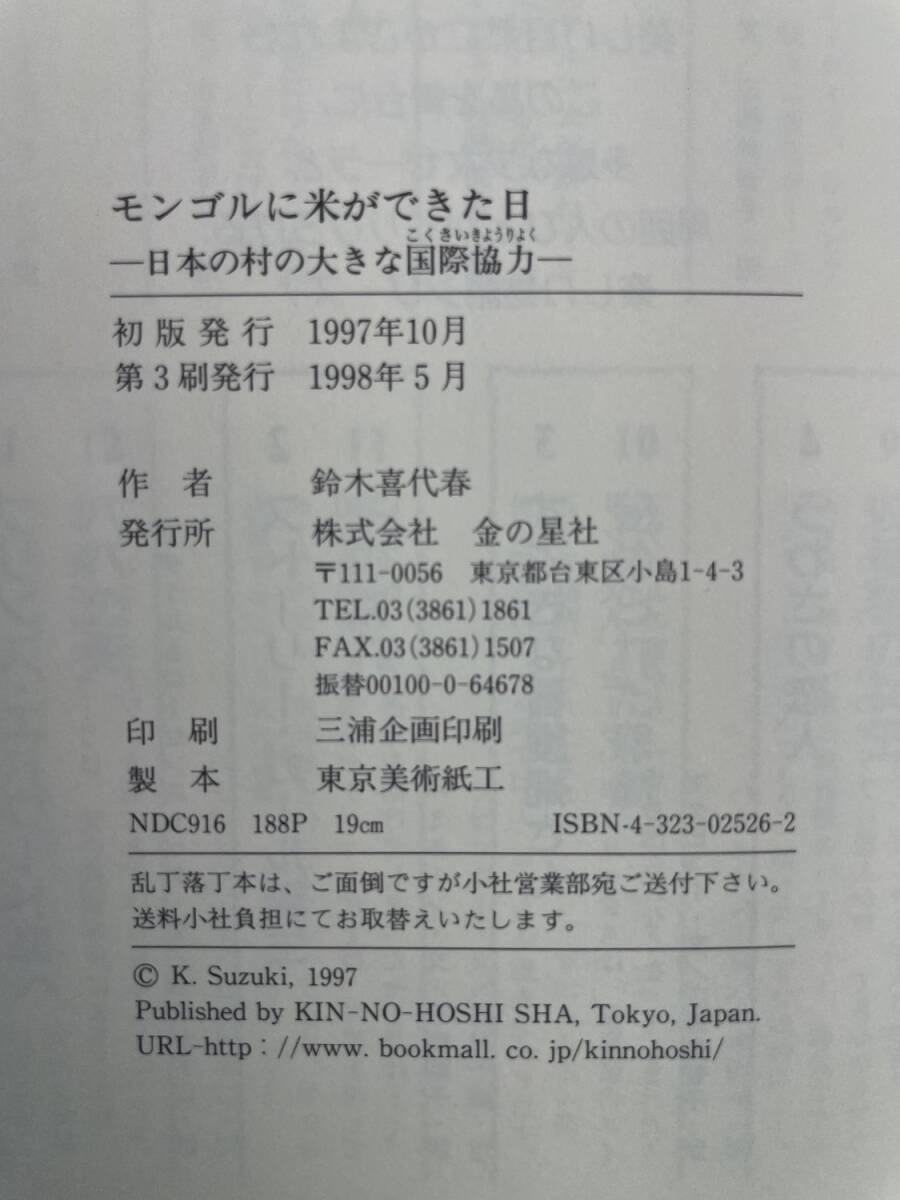 モンゴルに米ができた日
こくさいきようりよく
―日本の村の大きな国際協力―
初版発行 1997年10月
第3刷発行 1998年5月
作者 鈴木喜代春
発行所 株式会社 金の星社
〒111-0056 東京都台東区小島1-4-3
TEL.03(3861)1861
FAX.03(3861)1507
振替00100-0-64678
印刷 三浦企画印刷
製本 東京美術紙工
NDC916 188P 19cm ISBN-4-323-02526-2
乱丁落丁本は、ご面倒ですが小社営業部宛ご送付下さい。
送料小社負担にてお取替えいたします。
© K. Suzuki, 1997
Published by KIN-NO-HOSHI SHA, Tokyo, Japan.
URL-http：//www. bookmall. co. jp/kinnohoshi/